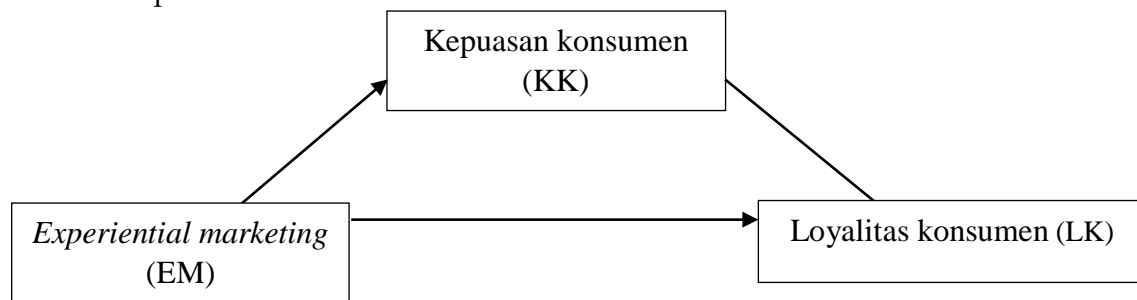 Kepuasan konsumen
(KK)
Experiential marketing
(EM)
Loyalitas konsumen (LK)